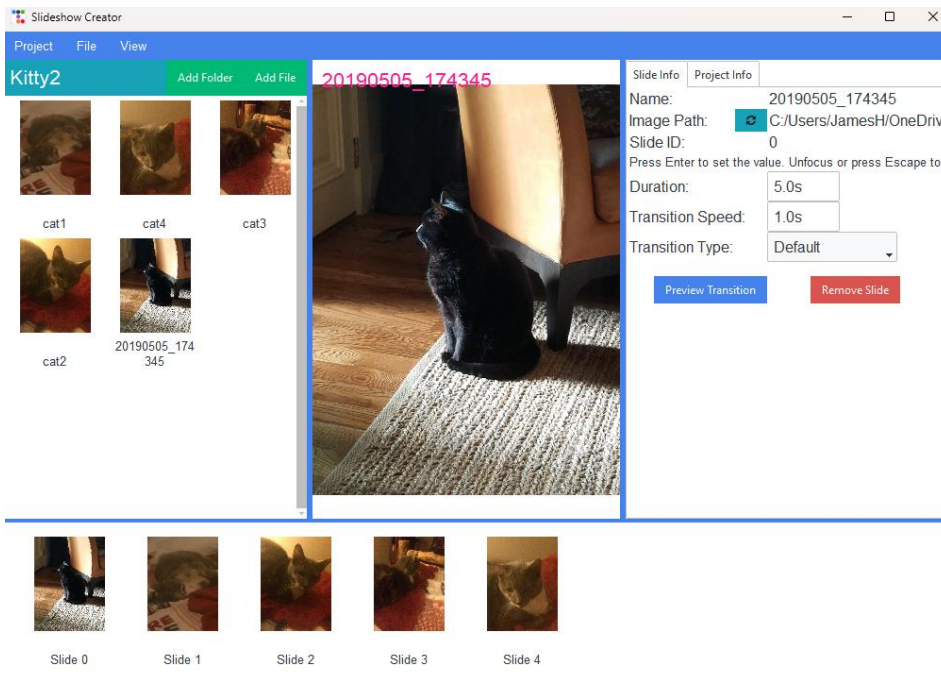 Slideshow Creator
Project File View
Kitty2
Add Folder Add File
cat1 cat4 cat3
cat2
20190505_174
345
20190505_174345
Slide Info Project Info
Name: 20190505_174345
Image Path: C:/Users/JamesH/OneDriv
Slide ID: 0
Press Enter to set the value. Unfocus or press Escape to
Duration: 5.0s
Transition Speed: 1.0s
Transition Type: Default
Preview Transition Remove Slide
Slide 0 Slide 1 Slide 2 Slide 3 Slide 4